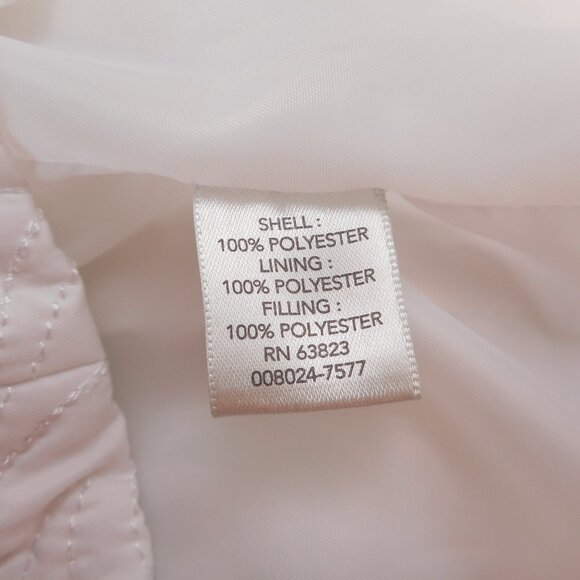 SHELL :
100% POLYESTER
LINING :
100% POLYESTER
FILLING :
100% POLYESTER
RN 63823
008024-7577